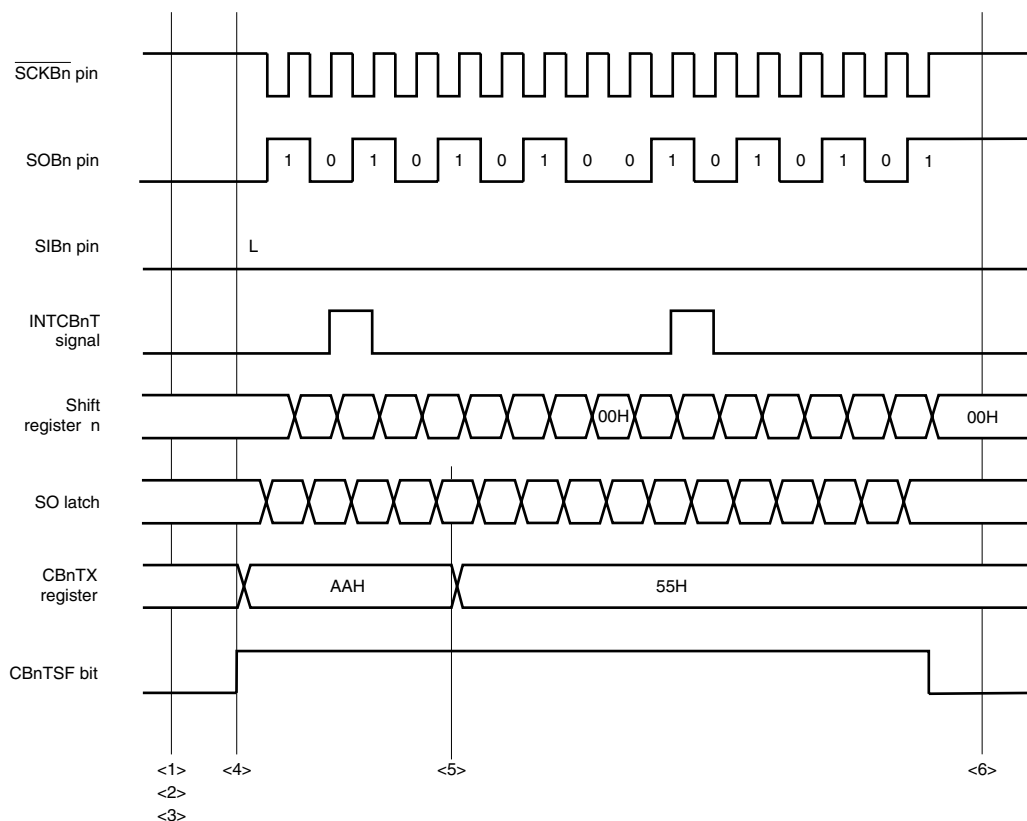 SCKBn pin
SOBn pin
1 0 1 0 1 0 1 0 0 1 0 1 0 1 0 1
SIBn pin
L
INTCBnT
signal
Shift
register n
00H
00H
SO latch
CBnTX
register
AAH
55H
CBnTSF bit
<1>
<2>
<3>
<4>
<5>
<6>